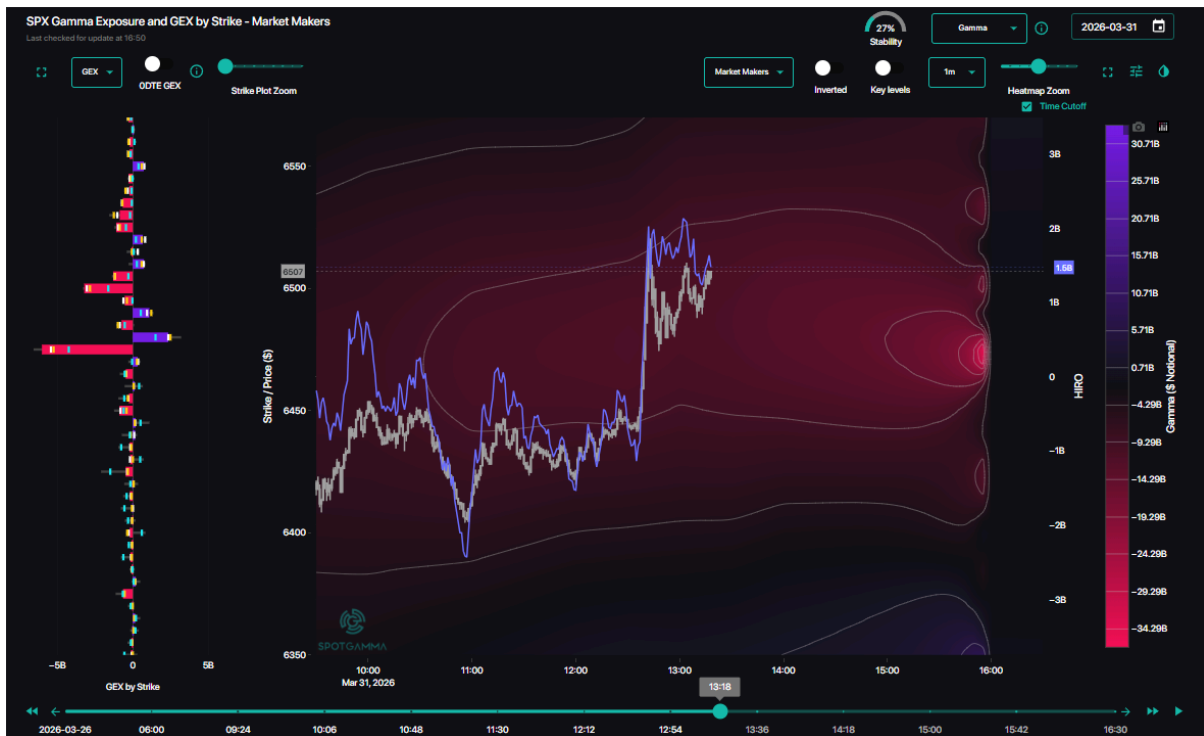 SPX Gamma Exposure and GEX by Strike - Market Makers
Last checked for update at 16:50
27%
Stability
Gamma
2026-03-31
GEX
0DTE GEX
Strike Plot Zoom
Market Makers
Inverted
Key levels
1m
Heatmap Zoom
Time Cutoff
6550
6507
6500
6450
6400
6350
Strike / Price ($)
3B
2B
1.6B
1B
0
−1B
−2B
−3B
HIRO
30.71B
25.71B
20.71B
15.71B
10.71B
5.71B
0.71B
−4.29B
−9.29B
−14.29B
−19.29B
−24.29B
−29.29B
−34.29B
Gamma ($ Notional)
SPOTGAMMA
−5B 0 5B
GEX by Strike
10:00 11:00 12:00 13:00 14:00 15:00 16:00
Mar 31, 2026
13:18
2026-03-26 06:00 09:24 10:06 10:48 11:30 12:12 12:54 13:36 14:18 15:00 15:42 16:30